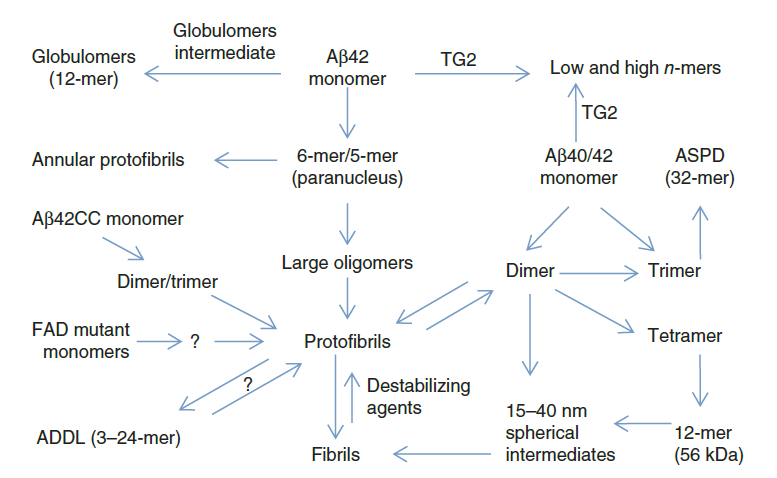 Globulomers
intermediate
Globulomers
(12-mer)
Aβ42
monomer
TG2
Low and high n-mers
TG2
Annular protofibrils
6-mer/5-mer
(paranucleus)
Aβ40/42
monomer
ASPD
(32-mer)
Aβ42CC monomer
Dimer/trimer
Large oligomers
Dimer
Trimer
FAD mutant
monomers
?
Protofibrils
Tetramer
?
Destabilizing
agents
ADDL (3–24-mer)
Fibrils
15–40 nm
spherical
intermediates
12-mer
(56 kDa)